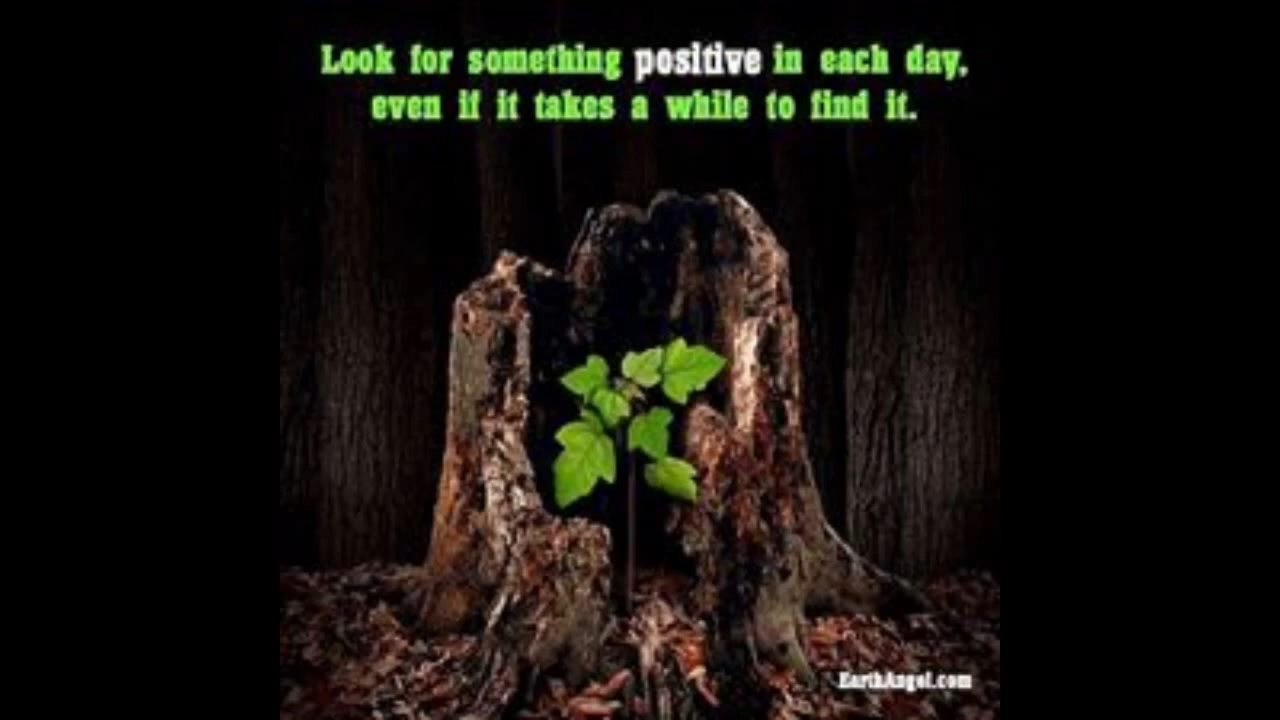 Look for something positive in each day,
even if it takes a while to find it.
EarthAngel.com